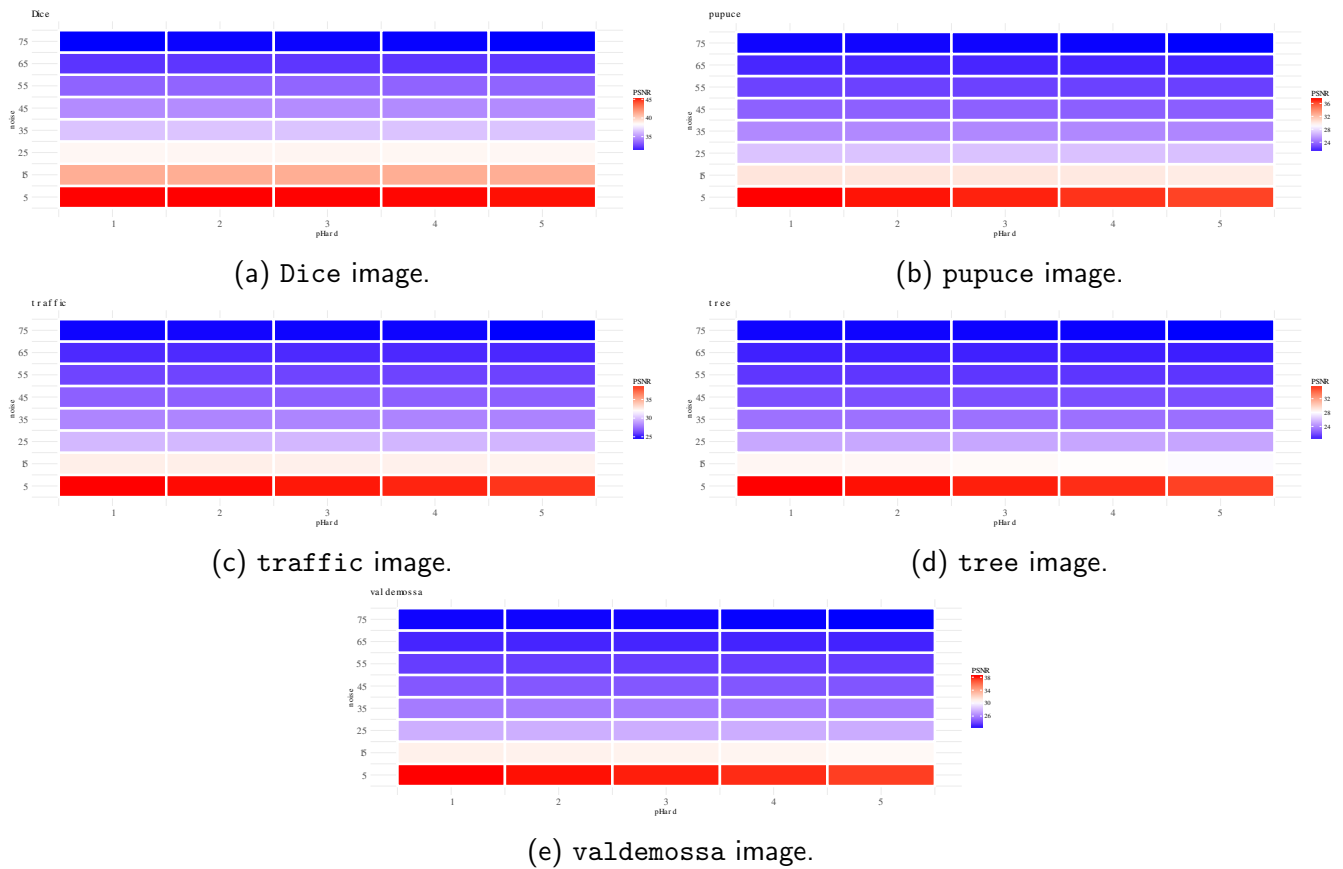 Dice
75
65
55
45
35
25
15
5
noise
1 2 3 4 5
pHard
PSNR
45
40
35
(a) Dice image.
pupuce
75
65
55
45
35
25
15
5
noise
1 2 3 4 5
pHard
PSNR
36
32
28
24
(b) pupuce image.
traffic
75
65
55
45
35
25
15
5
noise
1 2 3 4 5
pHard
PSNR
35
30
25
(c) traffic image.
tree
75
65
55
45
35
25
15
5
noise
1 2 3 4 5
pHard
PSNR
32
28
24
(d) tree image.
valdemossa
75
65
55
45
35
25
15
5
noise
1 2 3 4 5
pHard
PSNR
38
34
30
26
(e) valdemossa image.